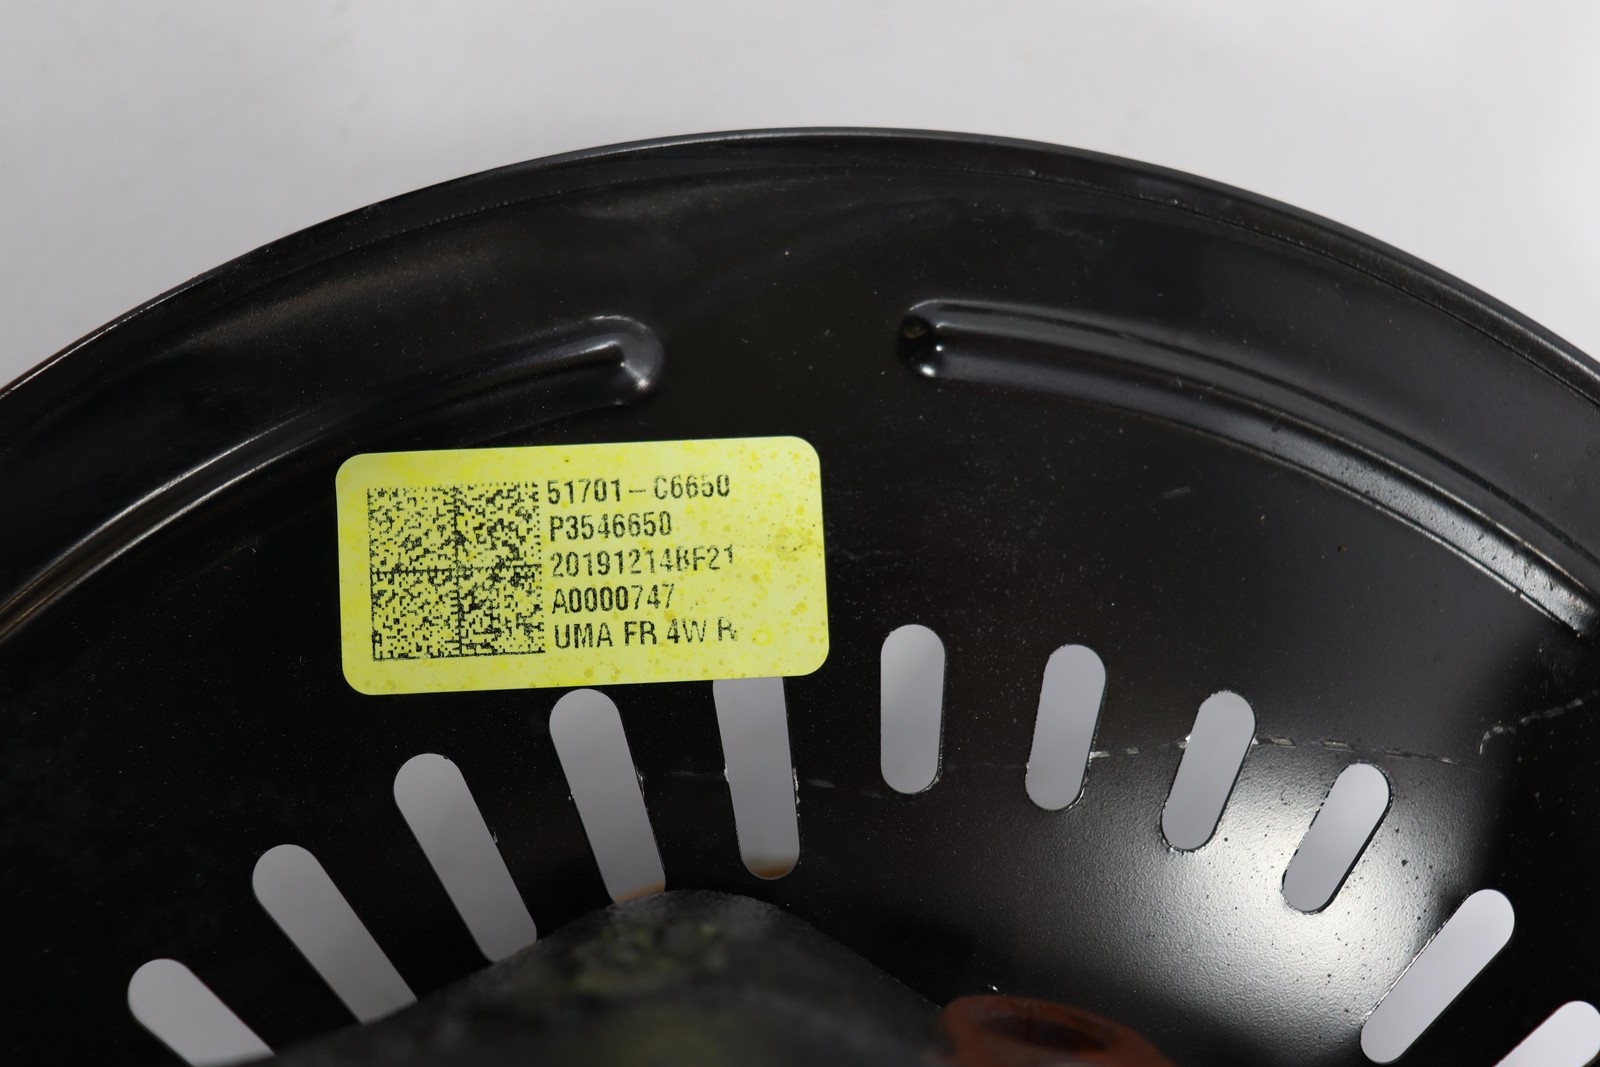 51701-C6650
P3546650
20191214BF21
A0000747
UMA FR 4W R